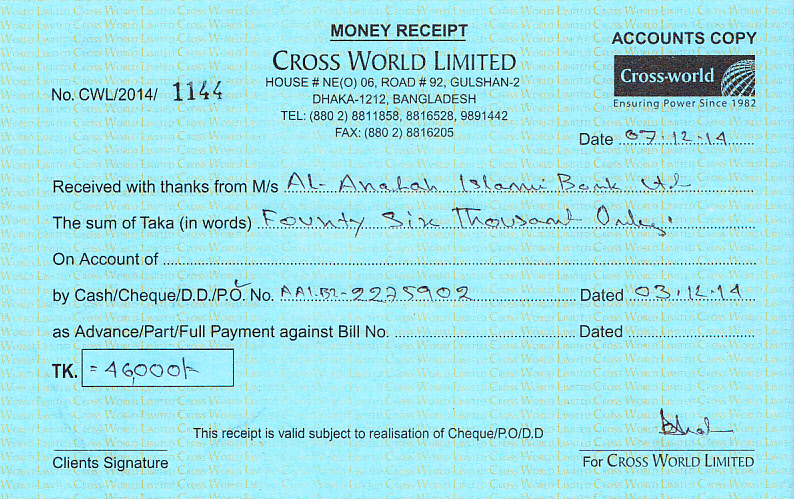 MONEY RECEIPT
ACCOUNTS COPY
CROSS WORLD LIMITED
HOUSE # NE(O) 06, ROAD # 92, GULSHAN-2
DHAKA-1212, BANGLADESH
TEL: (880 2) 8811858, 8816528, 9891442
FAX: (880 2) 8816205
Cross-world
Ensuring Power Since 1982
No. CWL/2014/ 1144
Date 07.12.14
Received with thanks from M/s Al-Arafah Islami Bank Ltd
The sum of Taka (in words) Fourty Six Thousant Only.
On Account of
by Cash/Cheque/D.D./P.O. No. AAIBL-2275902 Dated 03.12.14
as Advance/Part/Full Payment against Bill No. Dated
TK. =46,000/-
This receipt is valid subject to realisation of Cheque/P.O/D.D
Clients Signature
For CROSS WORLD LIMITED